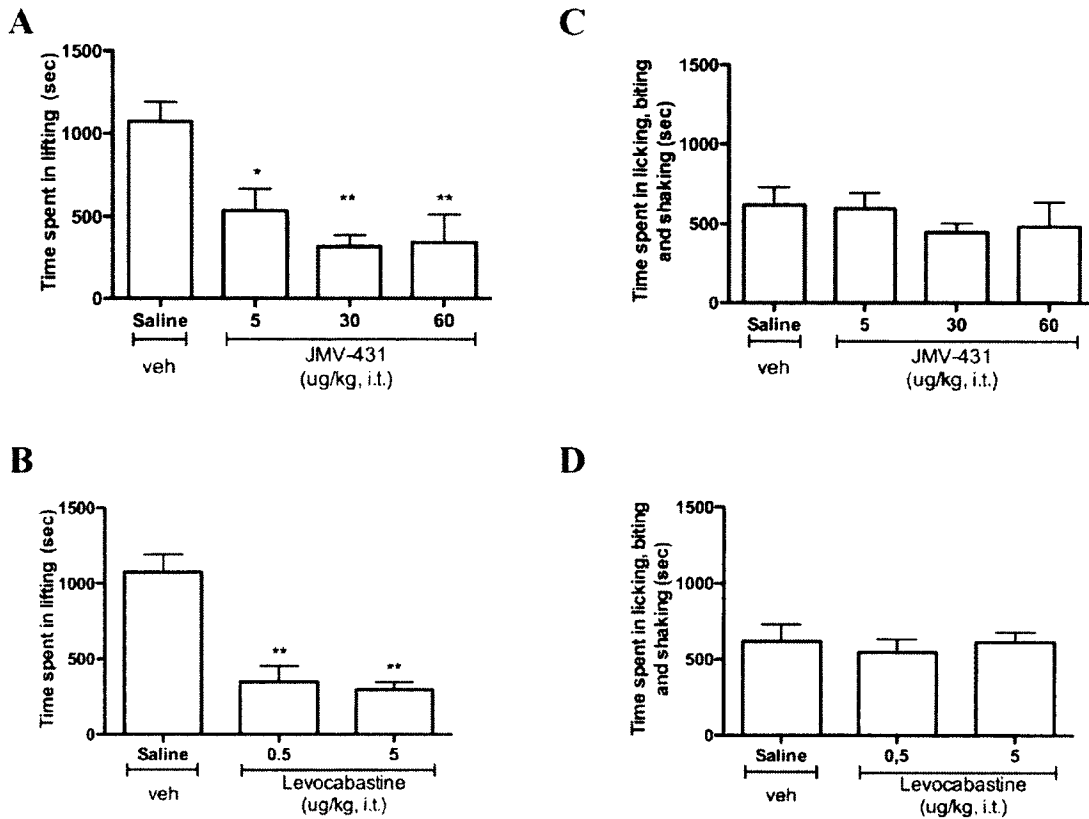 A
Time spent in lifting (sec)
1500
1000
500
0
*
**
**
Saline
5
30
60
veh
JMV-431
(ug/kg, i.t.)
C
Time spent in licking, biting
and shaking (sec)
1500
1000
500
0
Saline
5
30
60
veh
JMV-431
(ug/kg, i.t.)
B
Time spent in lifting (sec)
1500
1000
500
0
**
**
Saline
0.5
5
veh
Levocabastine
(ug/kg, i.t.)
D
Time spent in licking, biting
and shaking (sec)
1500
1000
500
0
Saline
0,5
5
veh
Levocabastine
(ug/kg, i.t.)